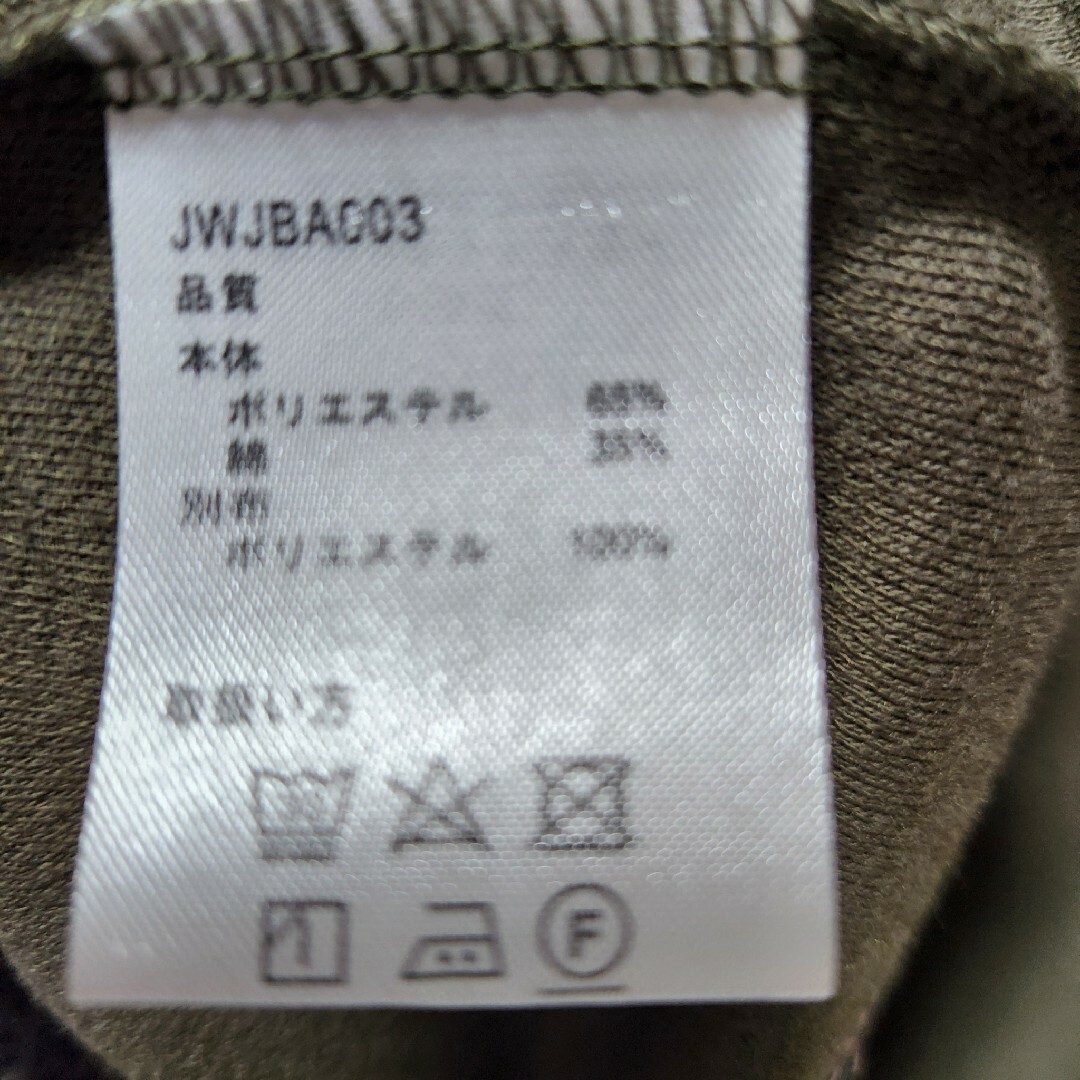 JWJBA003
品質
本体
ポリエステル
綿 35%
別布
ポリエステル 100%
取扱い方
F